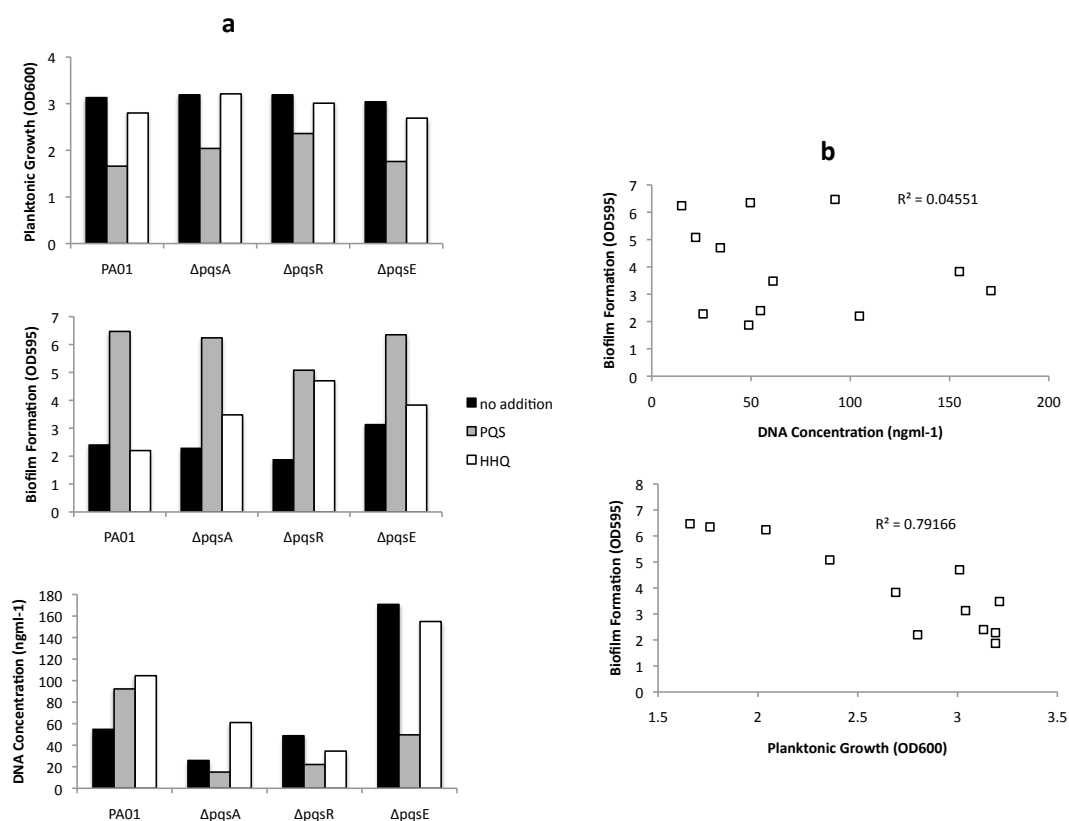 a
Planktonic Growth (OD600)
4
3
2
1
0
PA01 ΔpqsA ΔpqsR ΔpqsE
Biofilm Formation (OD595)
7
6
5
4
3
2
1
0
PA01 ΔpqsA ΔpqsR ΔpqsE
no addition
PQS
HHQ
DNA Concentration (ngml-1)
180
160
140
120
100
80
60
40
20
0
PA01 ΔpqsA ΔpqsR ΔpqsE
b
Biofilm Formation (OD595)
7
6
5
4
3
2
1
0
R² = 0.04551
0 50 100 150 200
DNA Concentration (ngml-1)
Biofilm Formation (OD595)
8
7
6
5
4
3
2
1
0
R² = 0.79166
1.5 2 2.5 3 3.5
Planktonic Growth (OD600)